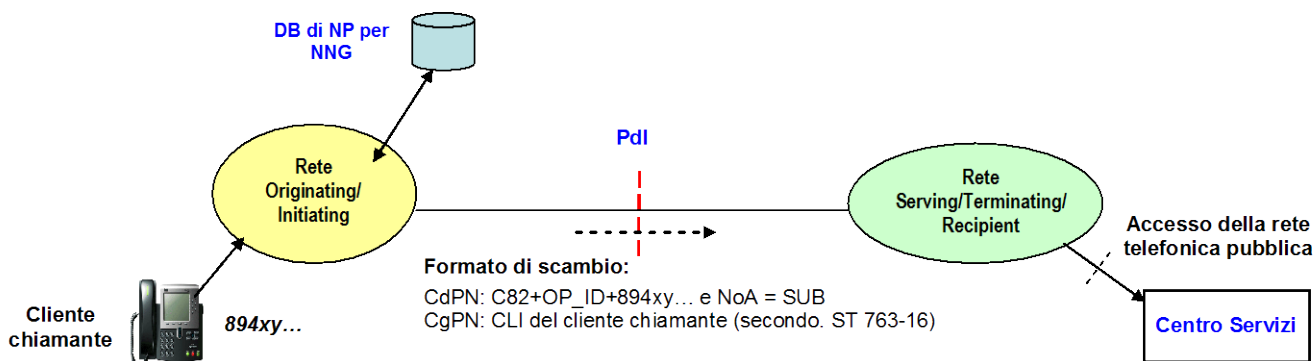 DB di NP per
NNG
PdI
Rete
Originating/
Initiating
Rete
Serving/Terminating/
Recipient
Accesso della rete
telefonica pubblica
Formato di scambio:
CdPN: C82+OP_ID+894xy... e NoA = SUB
CgPN: CLI del cliente chiamante (secondo. ST 763-16)
Cliente
chiamante
894xy...
Centro Servizi